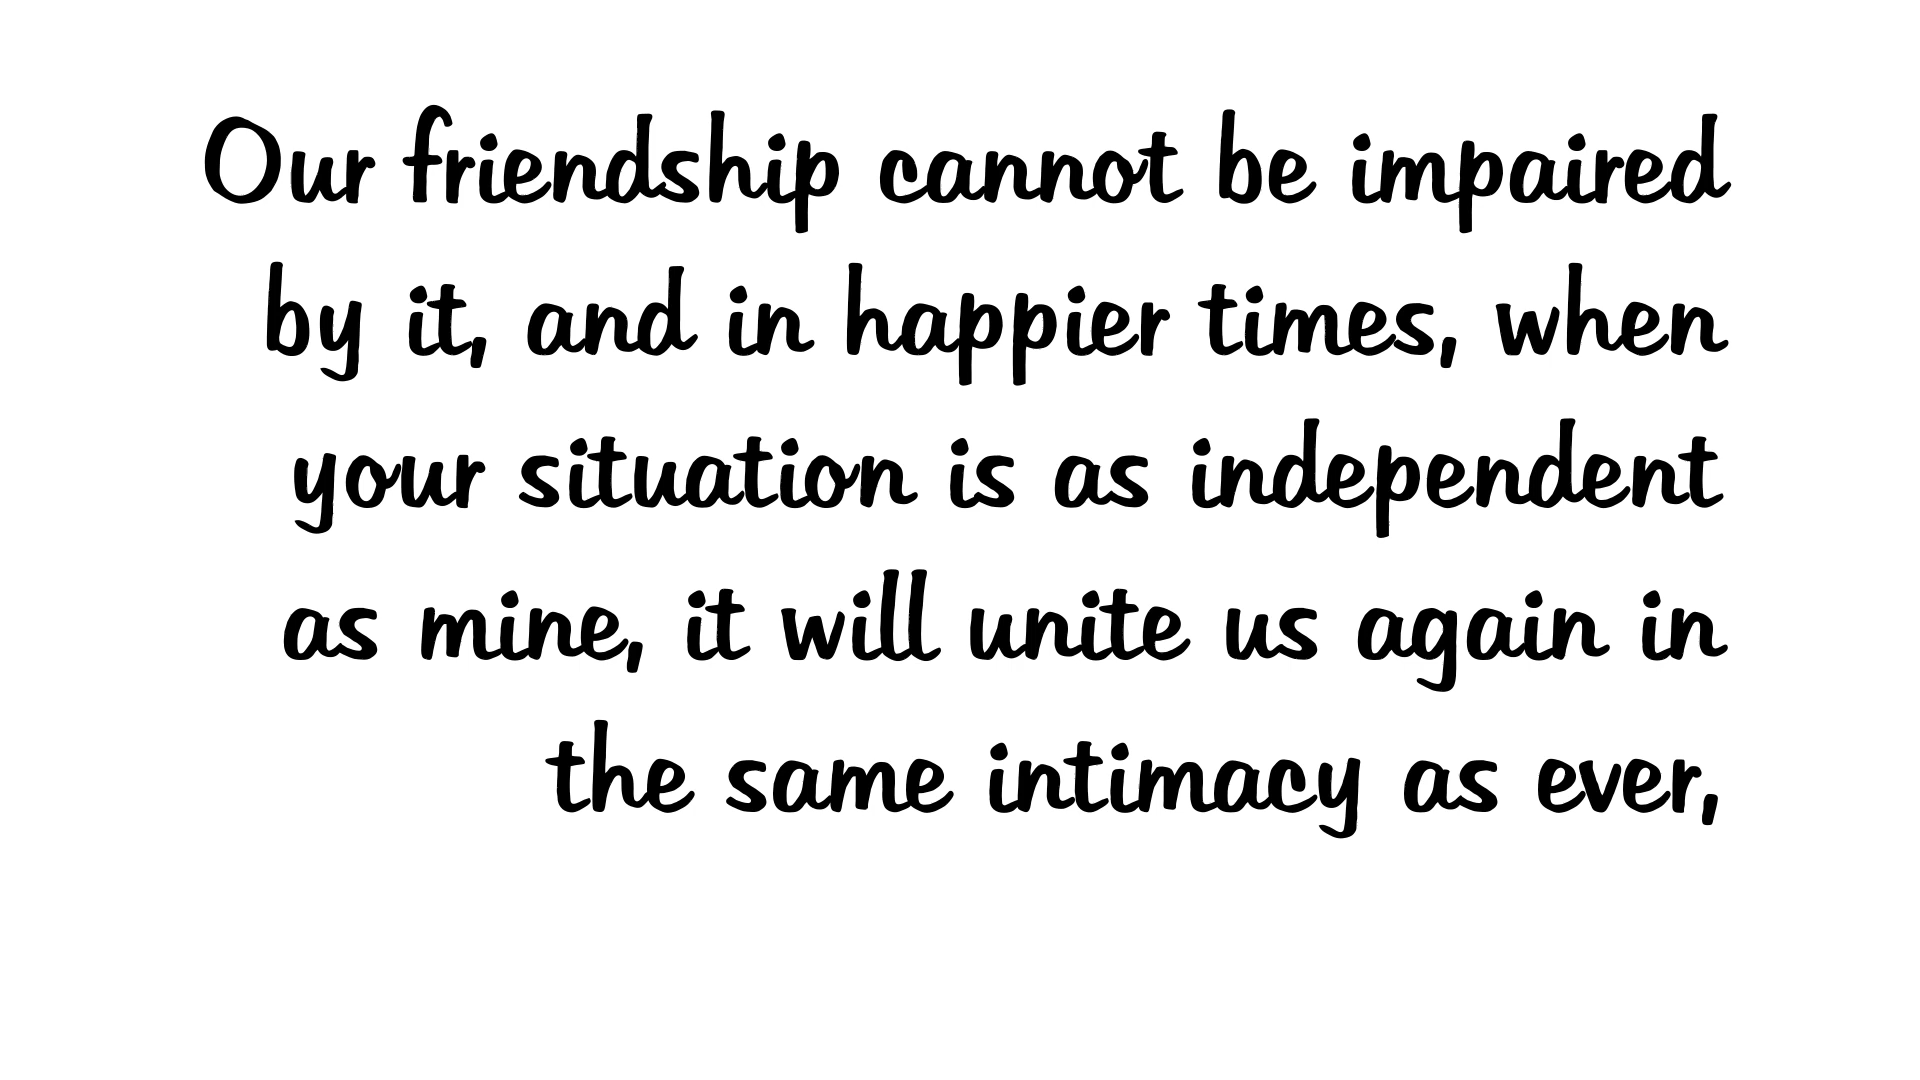 Our friendship cannot be impaired
by it, and in happier times, when
your situation is as independent
as mine, it will unite us again in
the same intimacy as ever,